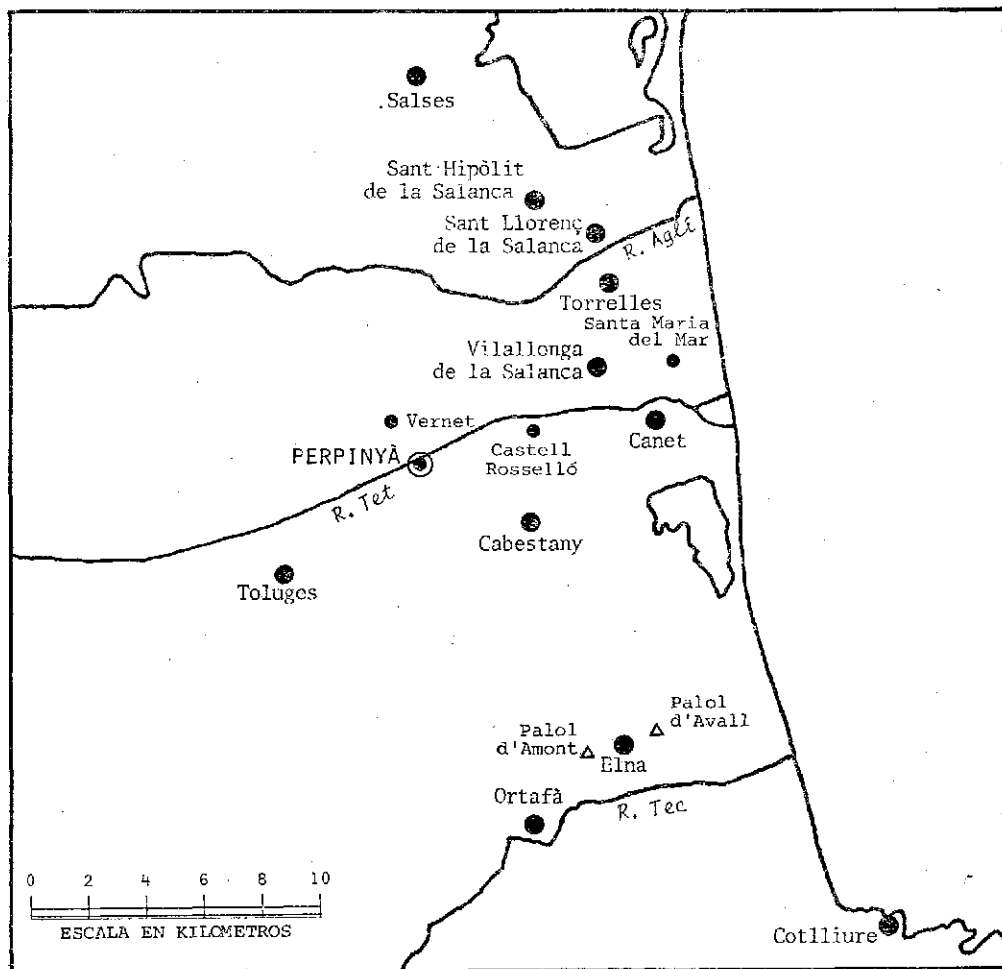 .Salses
Sant Hipòlit
de la Salanca
Sant Llorenç
de la Salanca
R. Aglí
Torrelles
Santa Maria
del Mar
Vilallonga
de la Salanca
Vernet
Canet
Castell
Rosselló
PERPINYÀ
R. Tet
Cabestany
Toluges
Palol
d'Avall
Palol
d'Amont
Elna
Ortafà
R. Tec
0 2 4 6 8 10
ESCALA EN KILOMETROS
Cotlliure